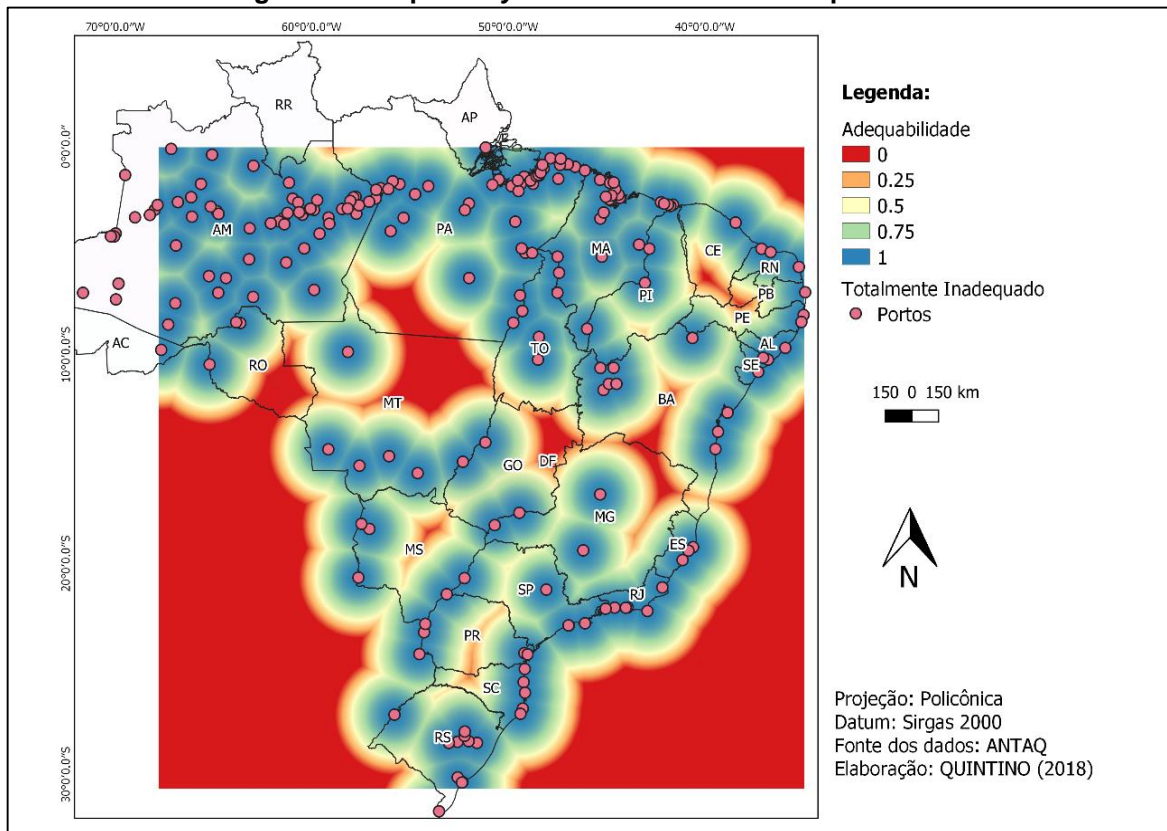 70°0'0.0"W 60°0'0.0"W 50°0'0.0"W 40°0'0.0"W
0°0'0.0"
10°0'0.0"S
20°0'0.0"S
30°0'0.0"S
RR
AP
AM
PA
MA
CE
RN
PB
PI
PE
AC
TO
AL
RO
SE
MT
BA
GO
DF
MG
MS
ES
SP
RJ
PR
SC
RS
Legenda:
Adequabilidade
0
0.25
0.5
0.75
1
Totalmente Inadequado
Portos
150 0 150 km
N
Projeção: Policônica
Datum: Sirgas 2000
Fonte dos dados: ANTAQ
Elaboração: QUINTINO (2018)